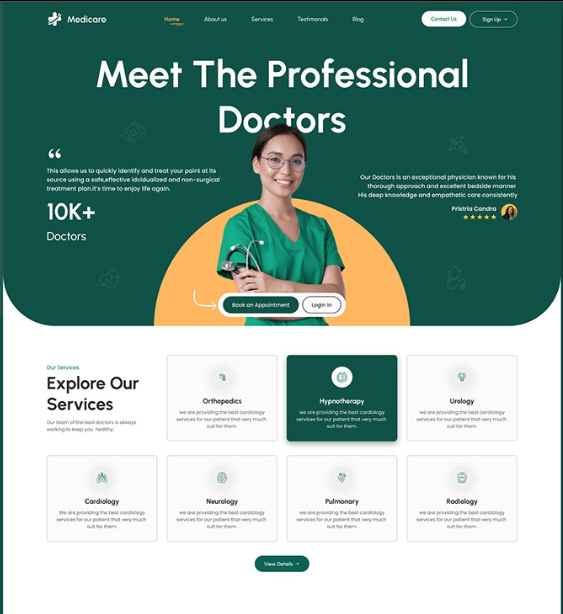 Medicare
Home
About us
Services
Testimonals
Blog
Contact Us
Sign Up →
Meet The Professional
Doctors
“
This allows us to quickly identify and treat your paint at its
source using a safe,effective idvidualized and non-surgical
treatment plan.it's time to enjoy life again.
10K+
Doctors
Our Doctors is an exceptional physician known for his
thorough approach and excellent bedside manner
His deep knowledge and empathetic care consistently
Pristria Candra
Book an Appointment
Login In
Our Services
Explore Our
Services
Our team of the best doctors is always
working to keep you healthy.
Orthopedics
we are providing the best cardiology
services for our patient that very much
suit for them.
Hypnotherapy
we are providing the best cardiology
services for our patient that very much
suit for them.
Urology
we are providing the best cardiology
services for our patient that very much
suit for them.
Cardiology
We are providing the best cardiology
services for our patient that very much
suit for them.
Neurology
we are providing the best cardiology
services for our patient that very much
suit for them.
Pulmonary
we are providing the best cardiology
services for our patient that very much
suit for them.
Radiology
we are providing the best cardiology
services for our patient that very much
suit for them.
View Details →